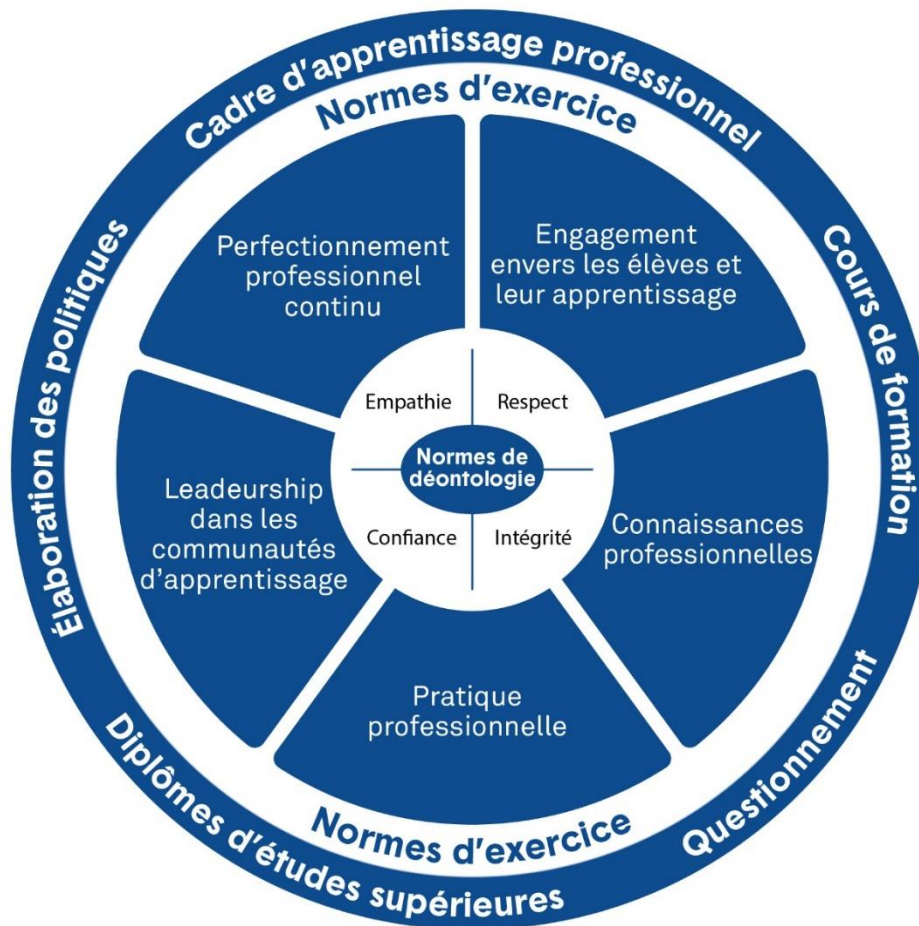 Cadre d'apprentissage professionnel
Normes d'exercice
Perfectionnement
professionnel
continu
Engagement
envers les élèves et
leur apprentissage
Élaboration des politiques
Cours de formation
Empathie
Respect
Normes de
déontologie
Confiance
Intégrité
Leadeurship
dans les
communautés
d'apprentissage
Connaissances
professionnelles
Pratique
professionnelle
Normes d'exercice
Diplômes d'études supérieures
Questionnement